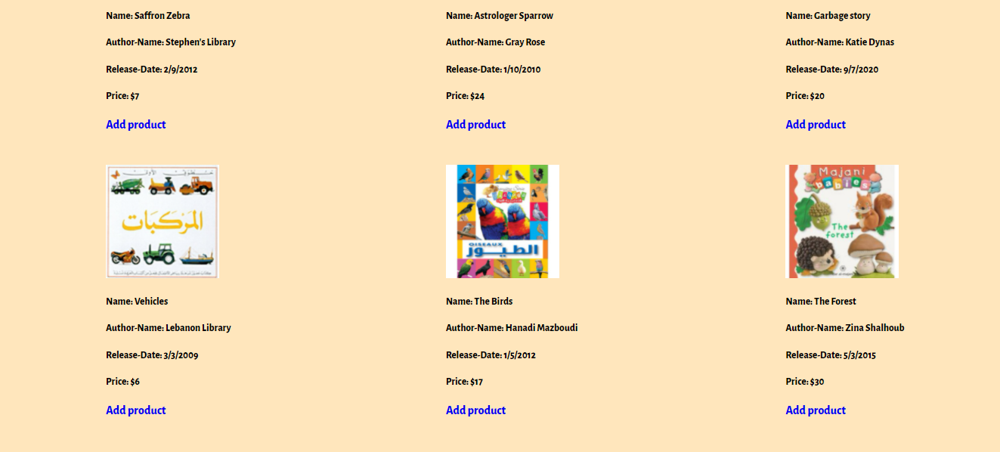 Name: Saffron Zebra
Author-Name: Stephen's Library
Release-Date: 2/9/2012
Price: $7
Add product
Name: Astrologer Sparrow
Author-Name: Gray Rose
Release-Date: 1/10/2010
Price: $24
Add product
Name: Garbage story
Author-Name: Katie Dynas
Release-Date: 9/7/2020
Price: $20
Add product
المركبات
Name: Vehicles
Author-Name: Lebanon Library
Release-Date: 3/3/2009
Price: $6
Add product
OISEAUX
الطيور
Name: The Birds
Author-Name: Hanadi Mazboudi
Release-Date: 1/5/2012
Price: $17
Add product
Majani
babies
The
forest
Name: The Forest
Author-Name: Zina Shalhoub
Release-Date: 5/3/2015
Price: $30
Add product